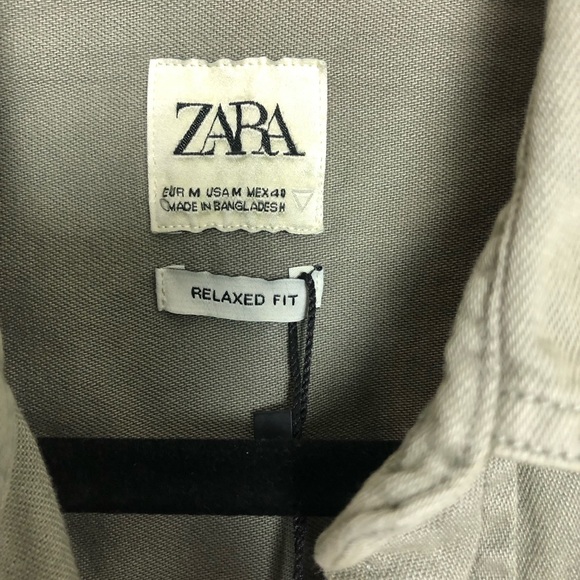 ZARA
EUR M USA M MEX 40
MADE IN BANGLADESH
RELAXED FIT